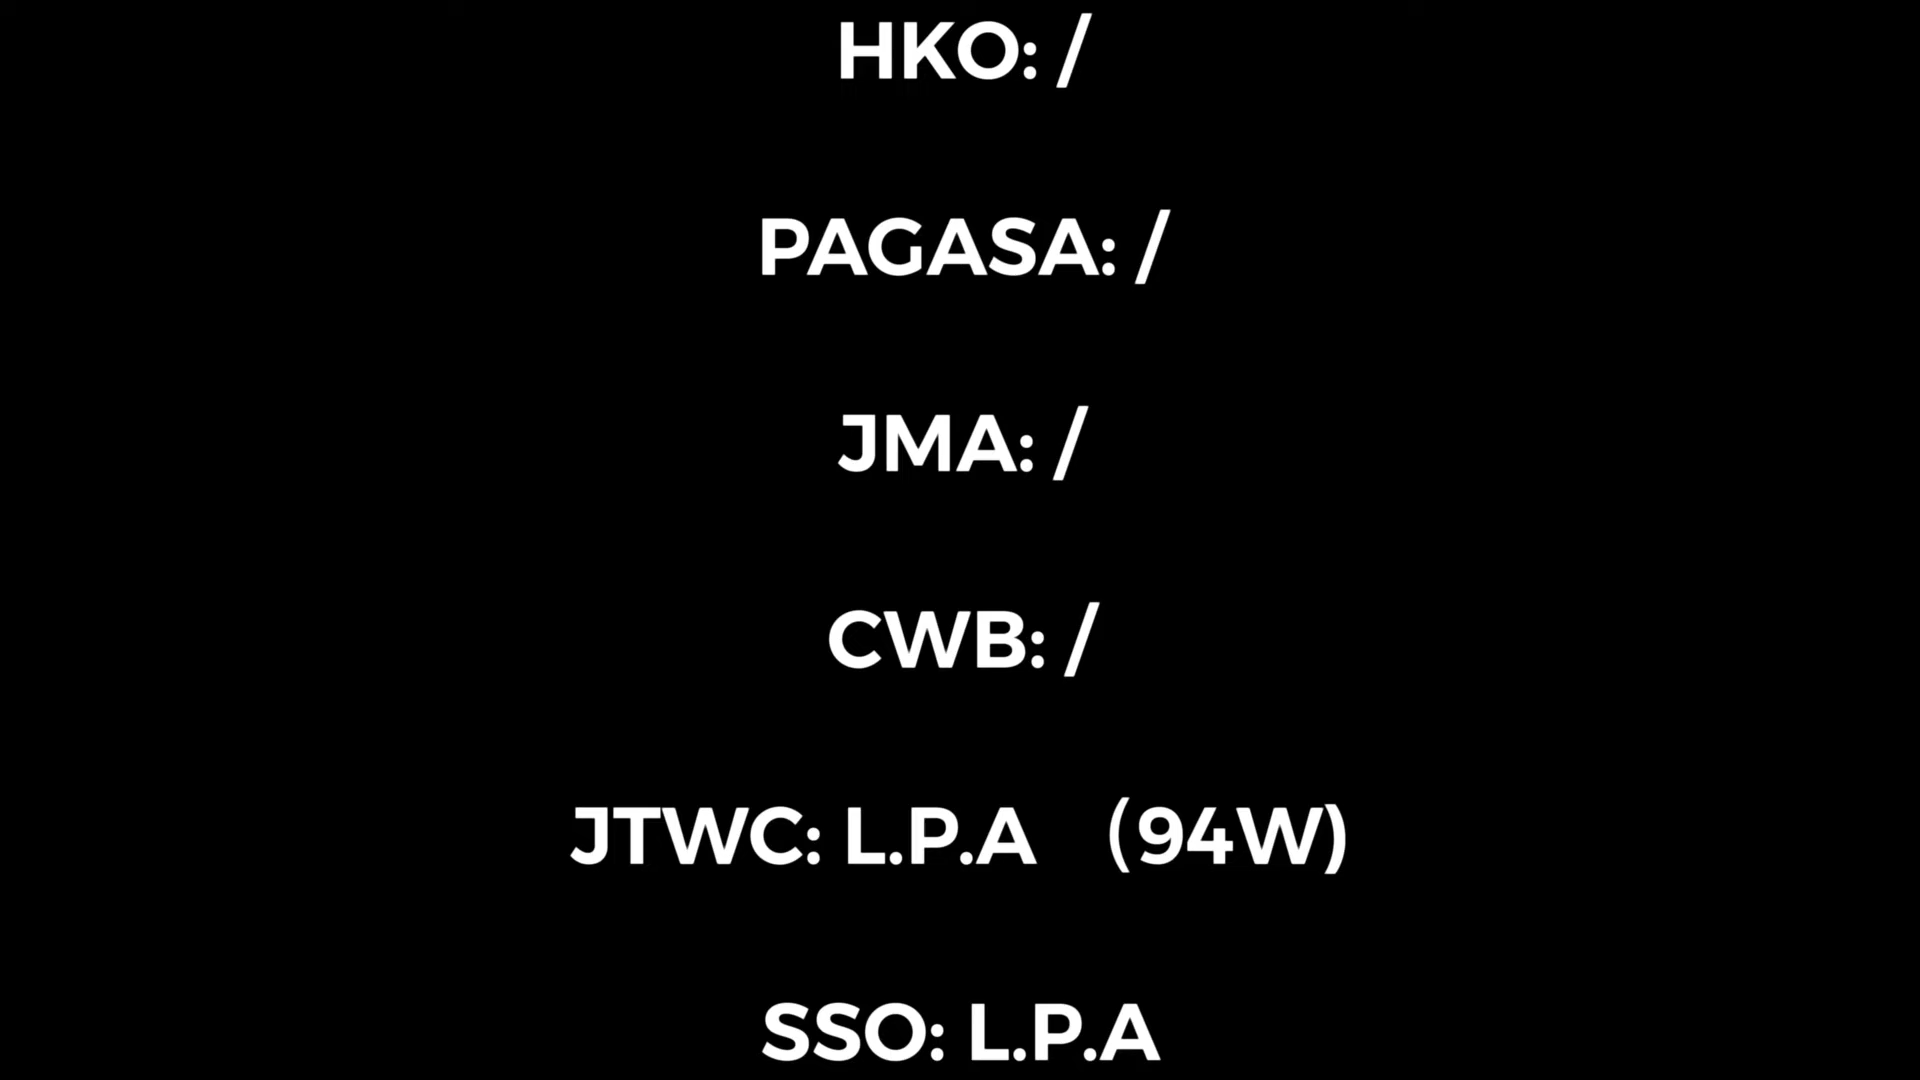 HKO: /
PAGASA: /
JMA: /
CWB: /
JTWC: L.P.A (94W)
SSO: L.P.A